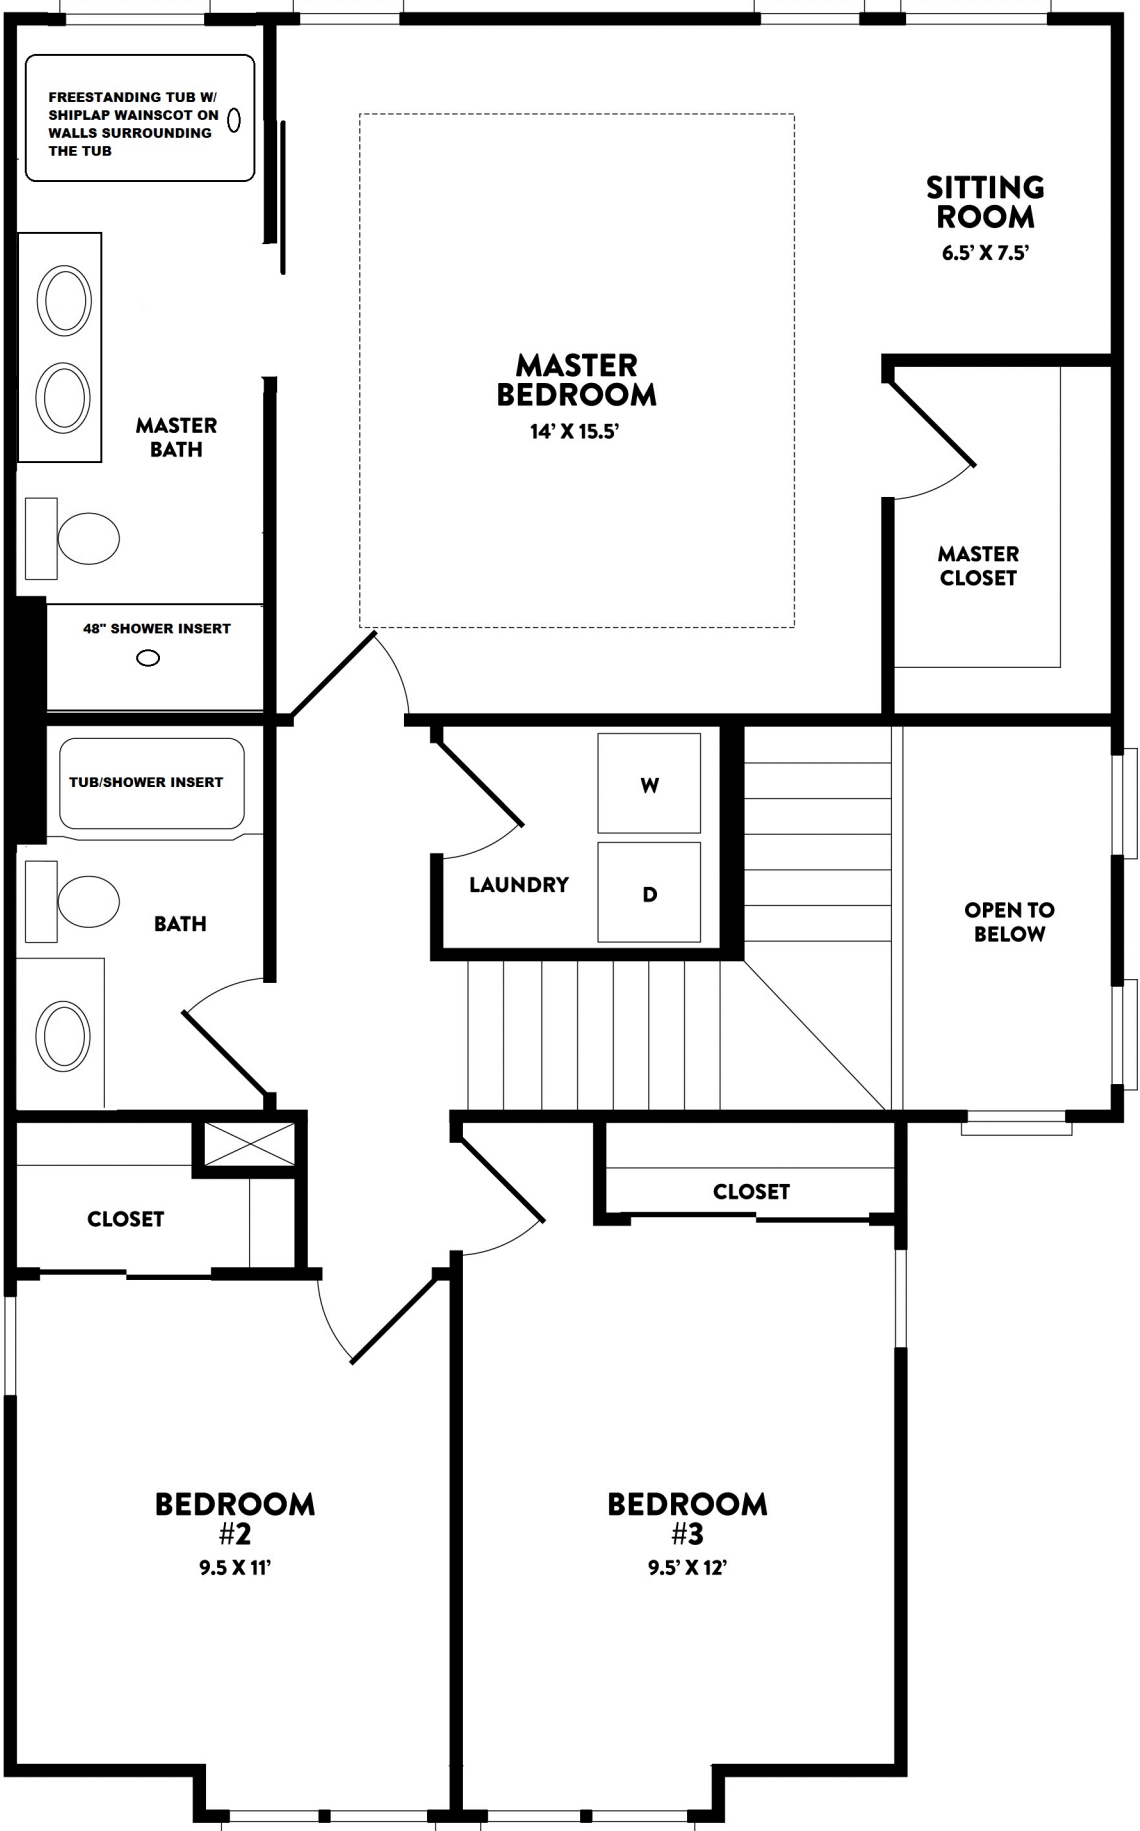 FREESTANDING TUB W/
SHIPLAP WAINSCOT ON
WALLS SURROUNDING
THE TUB
SITTING
ROOM
6.5’ X 7.5’
MASTER
BEDROOM
14’ X 15.5’
MASTER
BATH
MASTER
CLOSET
48" SHOWER INSERT
TUB/SHOWER INSERT
W
LAUNDRY
D
BATH
OPEN TO
BELOW
CLOSET
CLOSET
BEDROOM
#2
9.5 X 11’
BEDROOM
#3
9.5’ X 12’